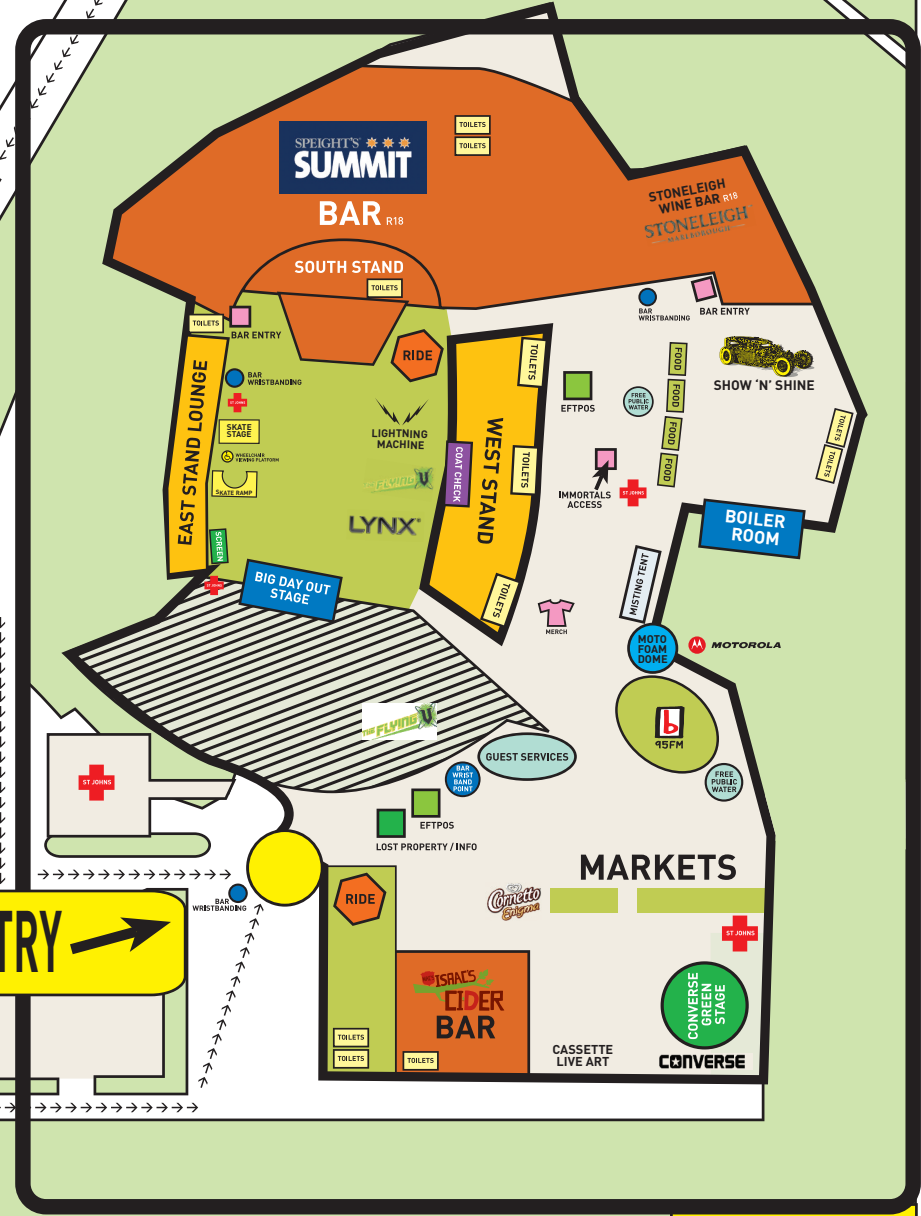 SPEIGHT'S
SUMMIT
BAR R18
TOILETS
TOILETS
STONELEIGH
WINE BAR R18
STONELEIGH
MARLBOROUGH
SOUTH STAND
TOILETS
TOILETS
BAR ENTRY
BAR
WRISTBANDING
BAR ENTRY
RIDE
TOILETS
FOOD
FOOD
FOOD
FOOD
SHOW 'N' SHINE
EAST STAND LOUNGE
BAR
WRISTBANDING
ST JOHNS
SKATE
STAGE
WHEELCHAIR
VIEWING PLATFORM
SKATE RAMP
SCREEN
ST JOHNS
LIGHTNING
MACHINE
THE FLYING V
LYNX
COAT CHECK
WEST STAND
TOILETS
TOILETS
EFTPOS
FREE
PUBLIC
WATER
IMMORTALS
ACCESS
ST JOHNS
TOILETS
TOILETS
BOILER
ROOM
BIG DAY OUT
STAGE
MISTING TENT
MERCH
MOTO
FOAM
DOME
MOTOROLA
b
95FM
THE FLYING V
GUEST SERVICES
BAR
WRIST
BAND
POINT
FREE
PUBLIC
WATER
ST JOHNS
EFTPOS
LOST PROPERTY / INFO
MARKETS
BAR
WRISTBANDING
TRY
RIDE
Cornetto
Enigma
ST JOHNS
ISAAC'S
CIDER
BAR
TOILETS
TOILETS
TOILETS
CASSETTE
LIVE ART
CONVERSE
GREEN
STAGE
CONVERSE